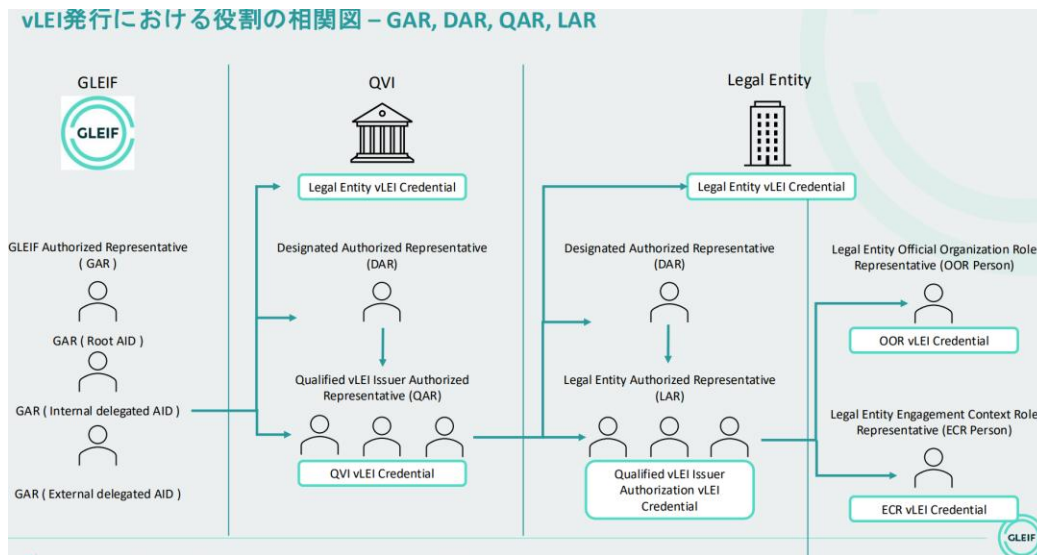 vLEI発行における役割の相関図 – GAR, DAR, QAR, LAR
GLEIF
GLEIF
GLEIF Authorized Representative
( GAR )
GAR ( Root AID )
GAR ( Internal delegated AID )
GAR ( External delegated AID )
QVI
Legal Entity vLEI Credential
Designated Authorized Representative
(DAR)
Qualified vLEI Issuer Authorized
Representative (QAR)
QVI vLEI Credential
Legal Entity
Legal Entity vLEI Credential
Designated Authorized Representative
(DAR)
Legal Entity Authorized Representative
(LAR)
Qualified vLEI Issuer
Authorization vLEI
Credential
Legal Entity Official Organization Role
Representative (OOR Person)
OOR vLEI Credential
Legal Entity Engagement Context Role
Representative (ECR Person)
ECR vLEI Credential
GLEIF